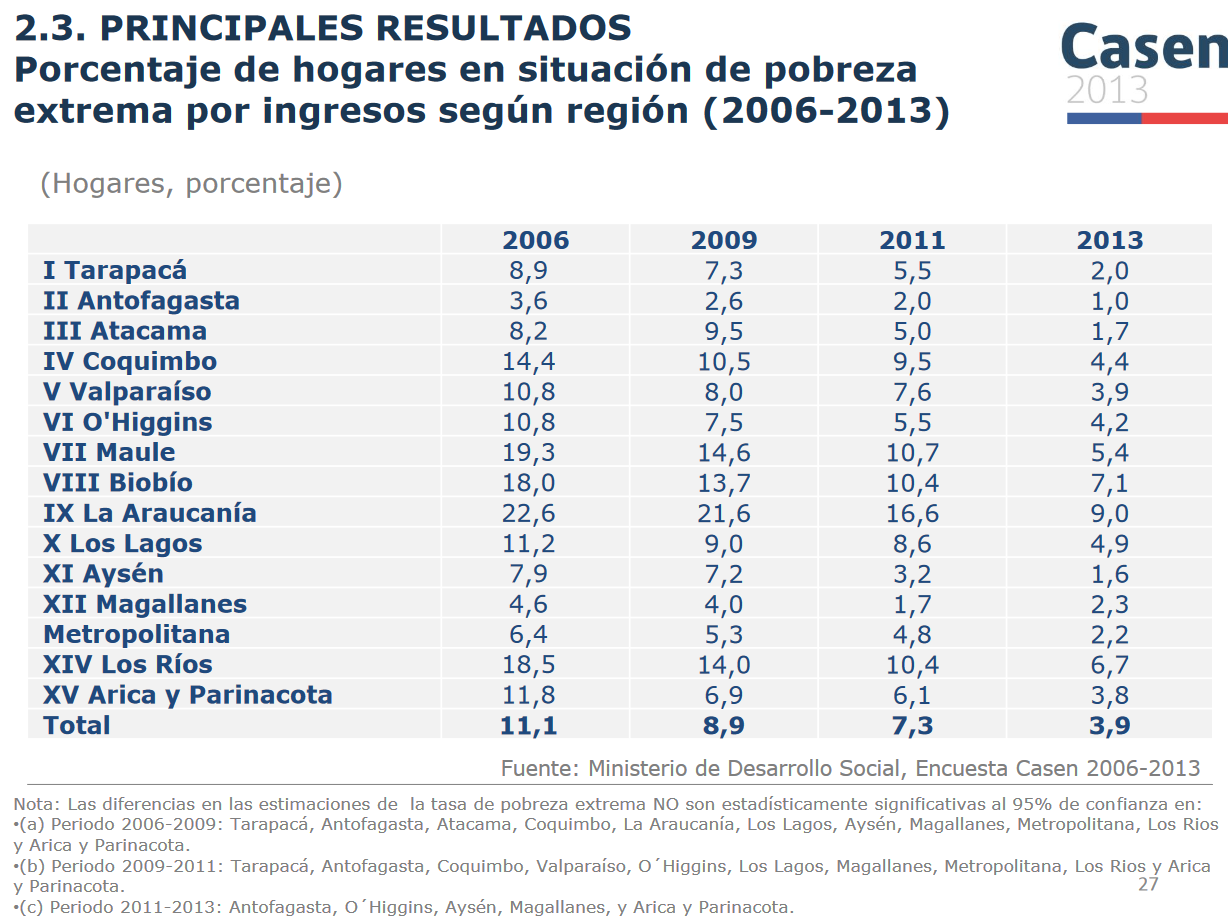 2.3. PRINCIPALES RESULTADOS
Porcentaje de hogares en situación de pobreza
extrema por ingresos según región (2006-2013)
Casen
2013
(Hogares, porcentaje)
2006 2009 2011 2013
I Tarapacá 8,9 7,3 5,5 2,0
II Antofagasta 3,6 2,6 2,0 1,0
III Atacama 8,2 9,5 5,0 1,7
IV Coquimbo 14,4 10,5 9,5 4,4
V Valparaíso 10,8 8,0 7,6 3,9
VI O'Higgins 10,8 7,5 5,5 4,2
VII Maule 19,3 14,6 10,7 5,4
VIII Biobío 18,0 13,7 10,4 7,1
IX La Araucanía 22,6 21,6 16,6 9,0
X Los Lagos 11,2 9,0 8,6 4,9
XI Aysén 7,9 7,2 3,2 1,6
XII Magallanes 4,6 4,0 1,7 2,3
Metropolitana 6,4 5,3 4,8 2,2
XIV Los Ríos 18,5 14,0 10,4 6,7
XV Arica y Parinacota 11,8 6,9 6,1 3,8
Total 11,1 8,9 7,3 3,9
Fuente: Ministerio de Desarrollo Social, Encuesta Casen 2006-2013
Nota: Las diferencias en las estimaciones de  la tasa de pobreza extrema NO son estadísticamente significativas al 95% de confianza en:
•(a) Periodo 2006-2009: Tarapacá, Antofagasta, Atacama, Coquimbo, La Araucanía, Los Lagos, Aysén, Magallanes, Metropolitana, Los Rios
y Arica y Parinacota.
•(b) Periodo 2009-2011: Tarapacá, Antofagasta, Coquimbo, Valparaíso, O´Higgins, Los Lagos, Magallanes, Metropolitana, Los Rios y Arica
y Parinacota.
27
•(c) Periodo 2011-2013: Antofagasta, O´Higgins, Aysén, Magallanes, y Arica y Parinacota.